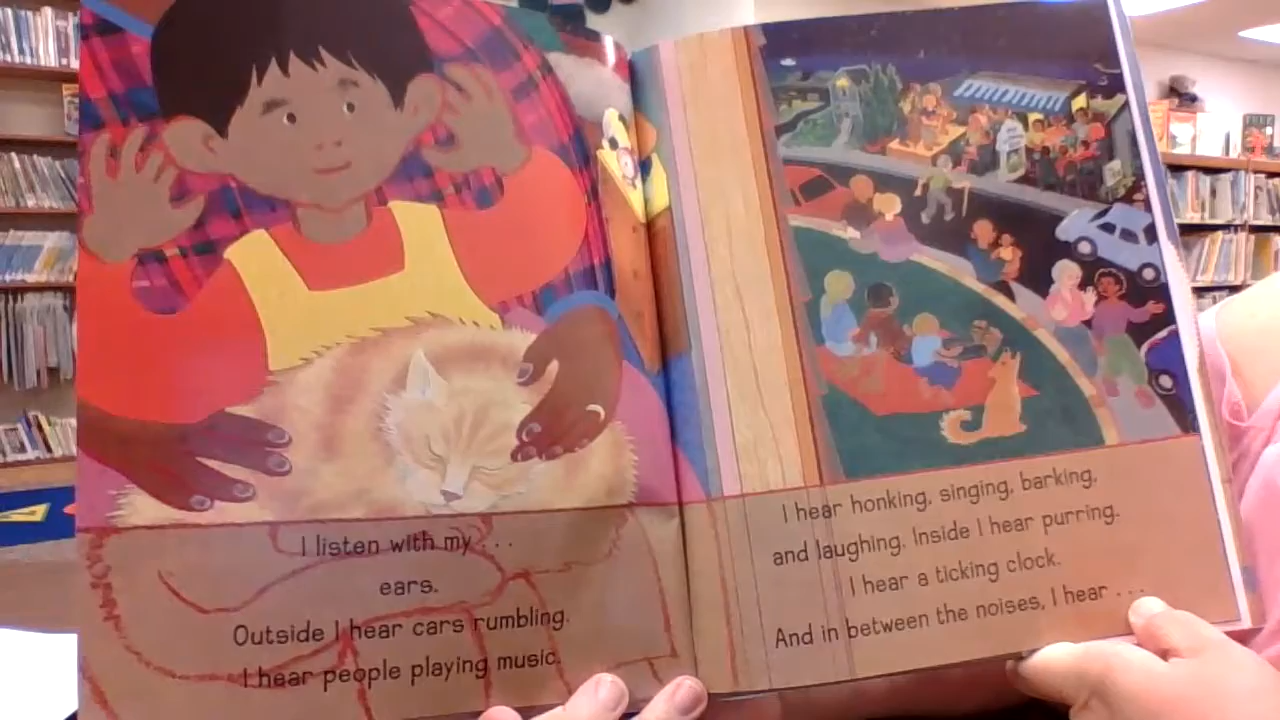 I listen with my . . .
ears.
Outside I hear cars rumbling.
I hear people playing music.
I hear honking, singing, barking,
and laughing. Inside I hear purring.
I hear a ticking clock.
And in between the noises, I hear . . .